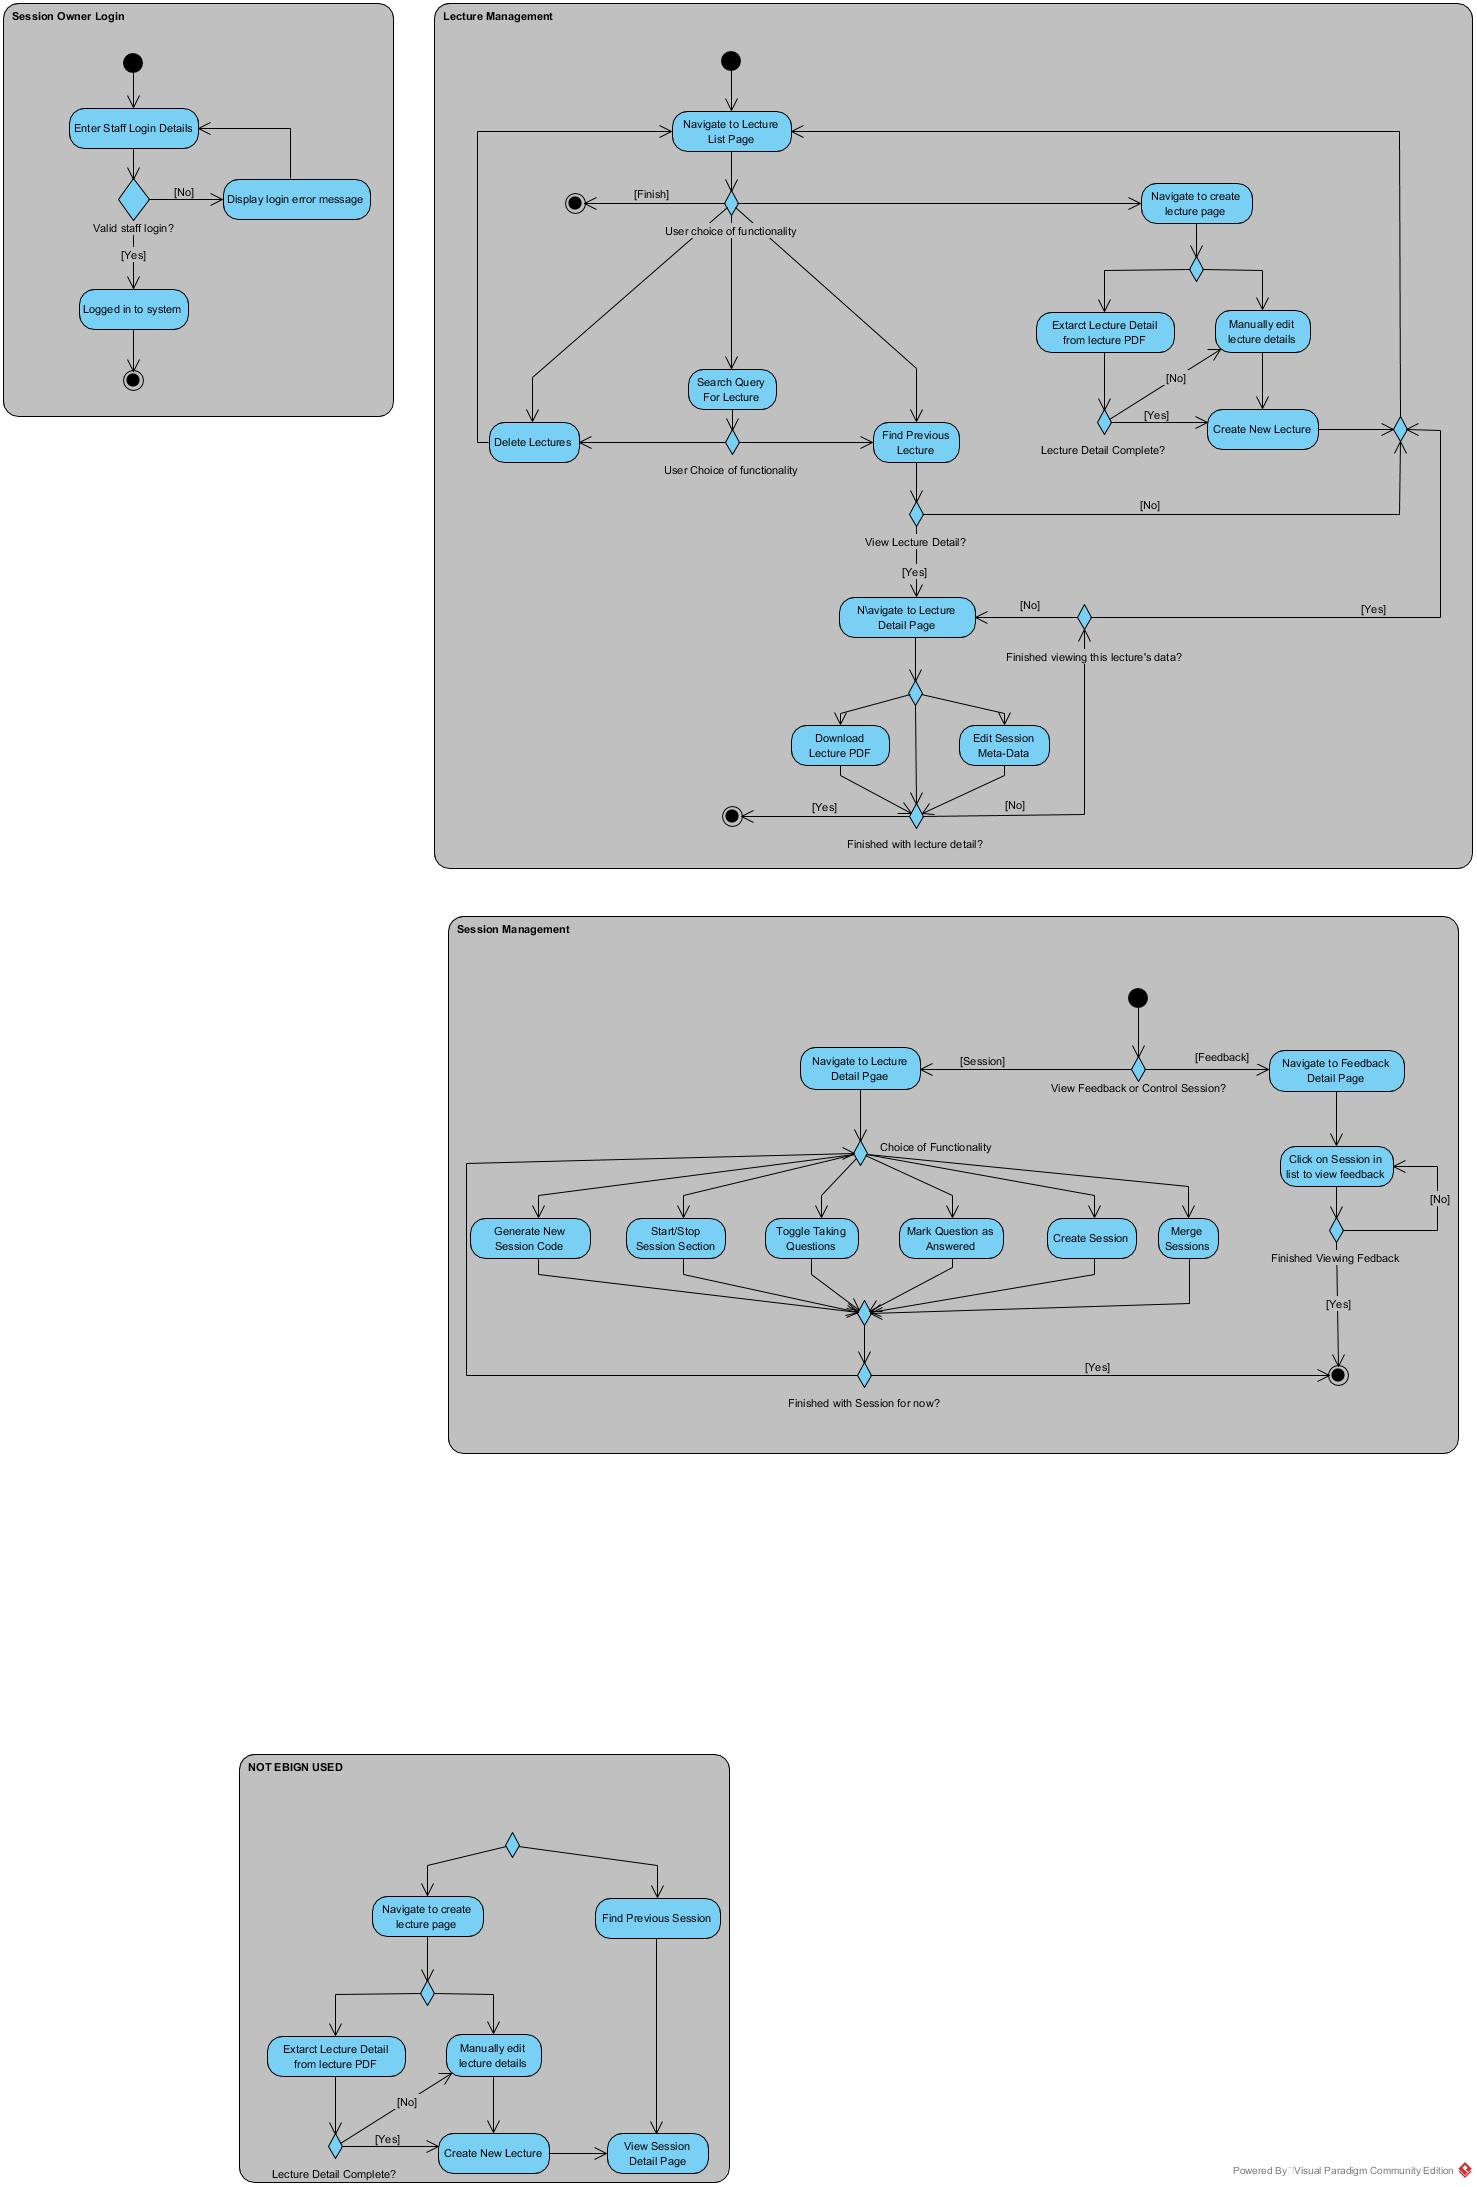 Session Owner Login
Enter Staff Login Details
[No]
Display login error message
Valid staff login?
[Yes]
Logged in to system
Lecture Management
Navigate to Lecture
List Page
[Finish]
User choice of functionality
Navigate to create
lecture page
Extarct Lecture Detail
from lecture PDF
Manually edit
lecture details
[No]
[Yes]
Create New Lecture
Lecture Detail Complete?
Search Query
For Lecture
Delete Lectures
Find Previous
Lecture
User Choice of functionality
[No]
View Lecture Detail?
[Yes]
N\avigate to Lecture
Detail Page
[No]
[Yes]
Finished viewing this lecture's data?
Download
Lecture PDF
Edit Session
Meta-Data
[Yes]
[No]
Finished with lecture detail?
Session Management
Navigate to Lecture
Detail Pgae
[Session]
[Feedback]
View Feedback or Control Session?
Navigate to Feedback
Detail Page
Choice of Functionality
Click on Session in
list to view feedback
[No]
Generate New
Session Code
Start/Stop
Session Section
Toggle Taking
Questions
Mark Question as
Answered
Create Session
Merge
Sessions
Finished Viewing Fedback
[Yes]
[Yes]
Finished with Session for now?
NOT EBIGN USED
Navigate to create
lecture page
Find Previous Session
Extarct Lecture Detail
from lecture PDF
Manually edit
lecture details
[No]
[Yes]
Create New Lecture
View Session
Detail Page
Lecture Detail Complete?
Powered By Visual Paradigm Community Edition